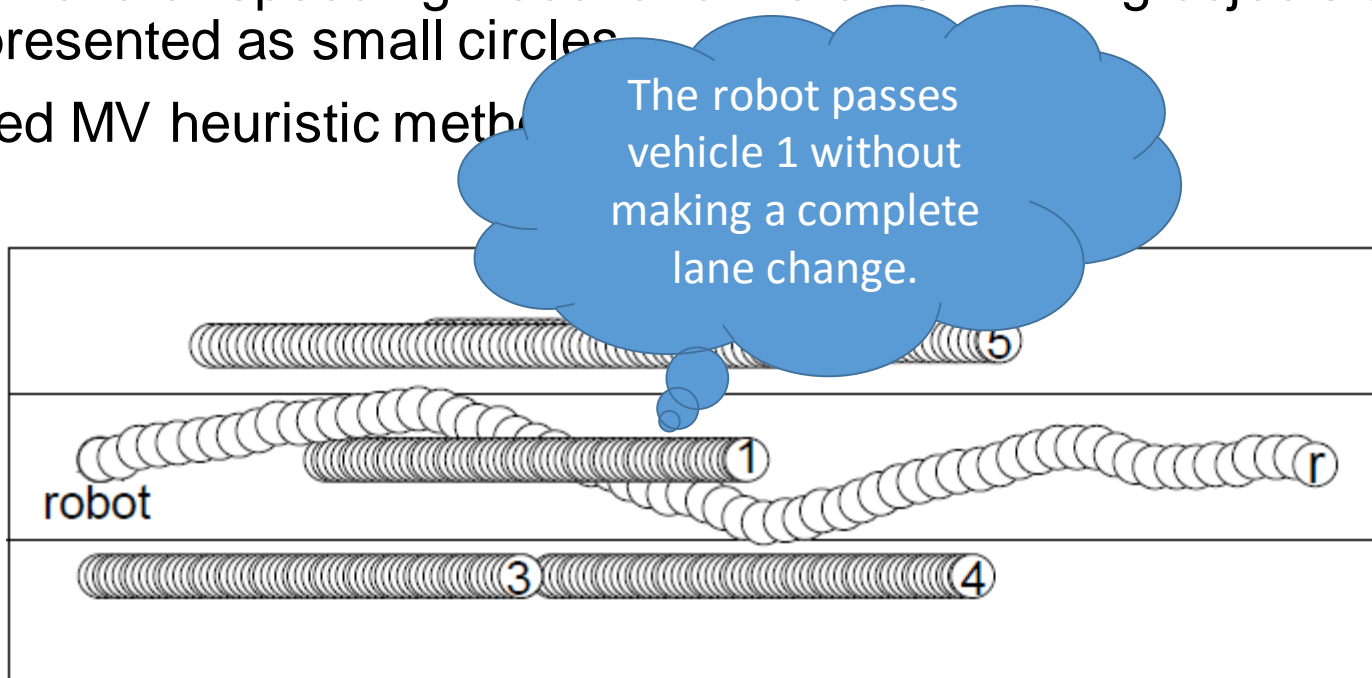 presented as small circles
ed MV heuristic
The robot passes
vehicle 1 without
making a complete
lane change.
5
1
r
robot
3
4